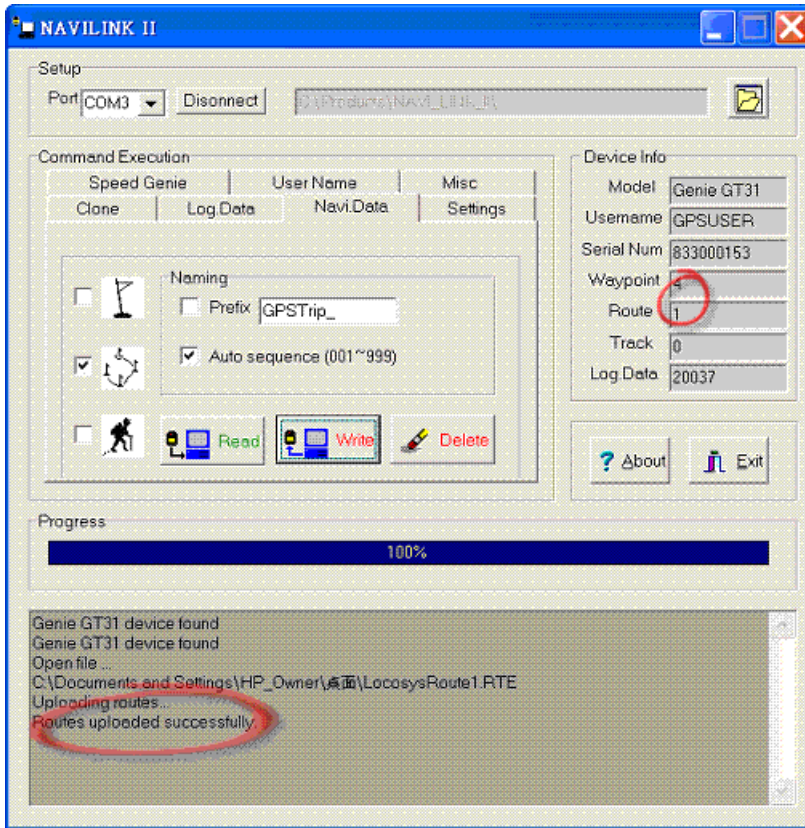 NAVILINK II
Setup
Port COM3 Disonnect C:\Products\NAVI_LINK_II\
Command Execution
Speed Genie User Name Misc
Clone Log.Data Navi.Data Settings
Naming
Prefix GPSTrip_
Auto sequence (001~999)
Read Write Delete
Device Info
Model Genie GT31
Username GPSUSER
Serial Num 833000153
Waypoint 4
Route 1
Track 0
Log.Data 20037
? About Exit
Progress
100%
Genie GT31 device found
Genie GT31 device found
Open file ...
C:\Documents and Settings\HP_Owner\桌面\LocosysRoute1.RTE
Uploading routes...
Routes uploaded successfully.